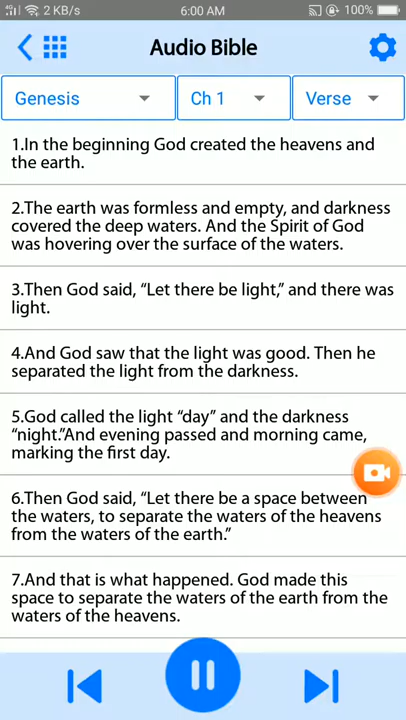 4G 2 KB/s 6:00 AM 100%
Audio Bible
Genesis Ch 1 Verse
1.In the beginning God created the heavens and
the earth.
2.The earth was formless and empty, and darkness
covered the deep waters. And the Spirit of God
was hovering over the surface of the waters.
3.Then God said, “Let there be light,” and there was
light.
4.And God saw that the light was good. Then he
separated the light from the darkness.
5.God called the light “day” and the darkness
“night.”And evening passed and morning came,
marking the first day.
6.Then God said, “Let there be a space between
the waters, to separate the waters of the heavens
from the waters of the earth.”
7.And that is what happened. God made this
space to separate the waters of the earth from the
waters of the heavens.